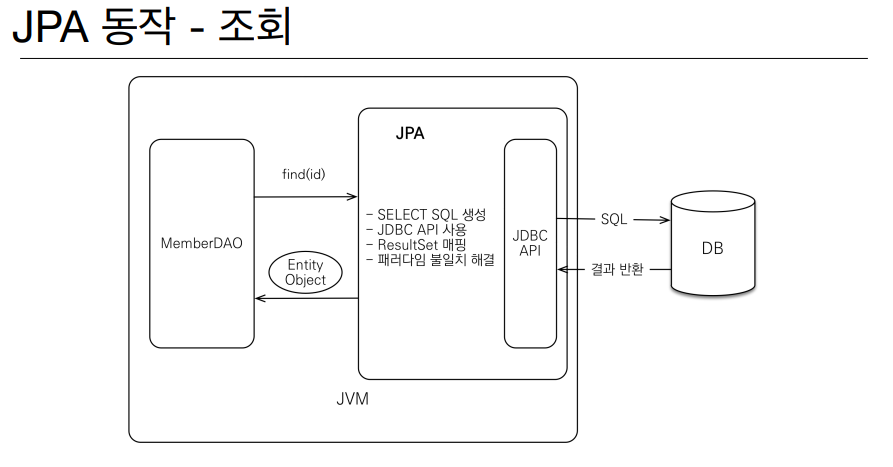 JPA 동작 - 조회
JPA
find(id)
- SELECT SQL 생성
- JDBC API 사용
- ResultSet 매핑
- 패러다임 불일치 해결
MemberDAO
JDBC
API
SQL
DB
Entity
Object
결과 반환
JVM